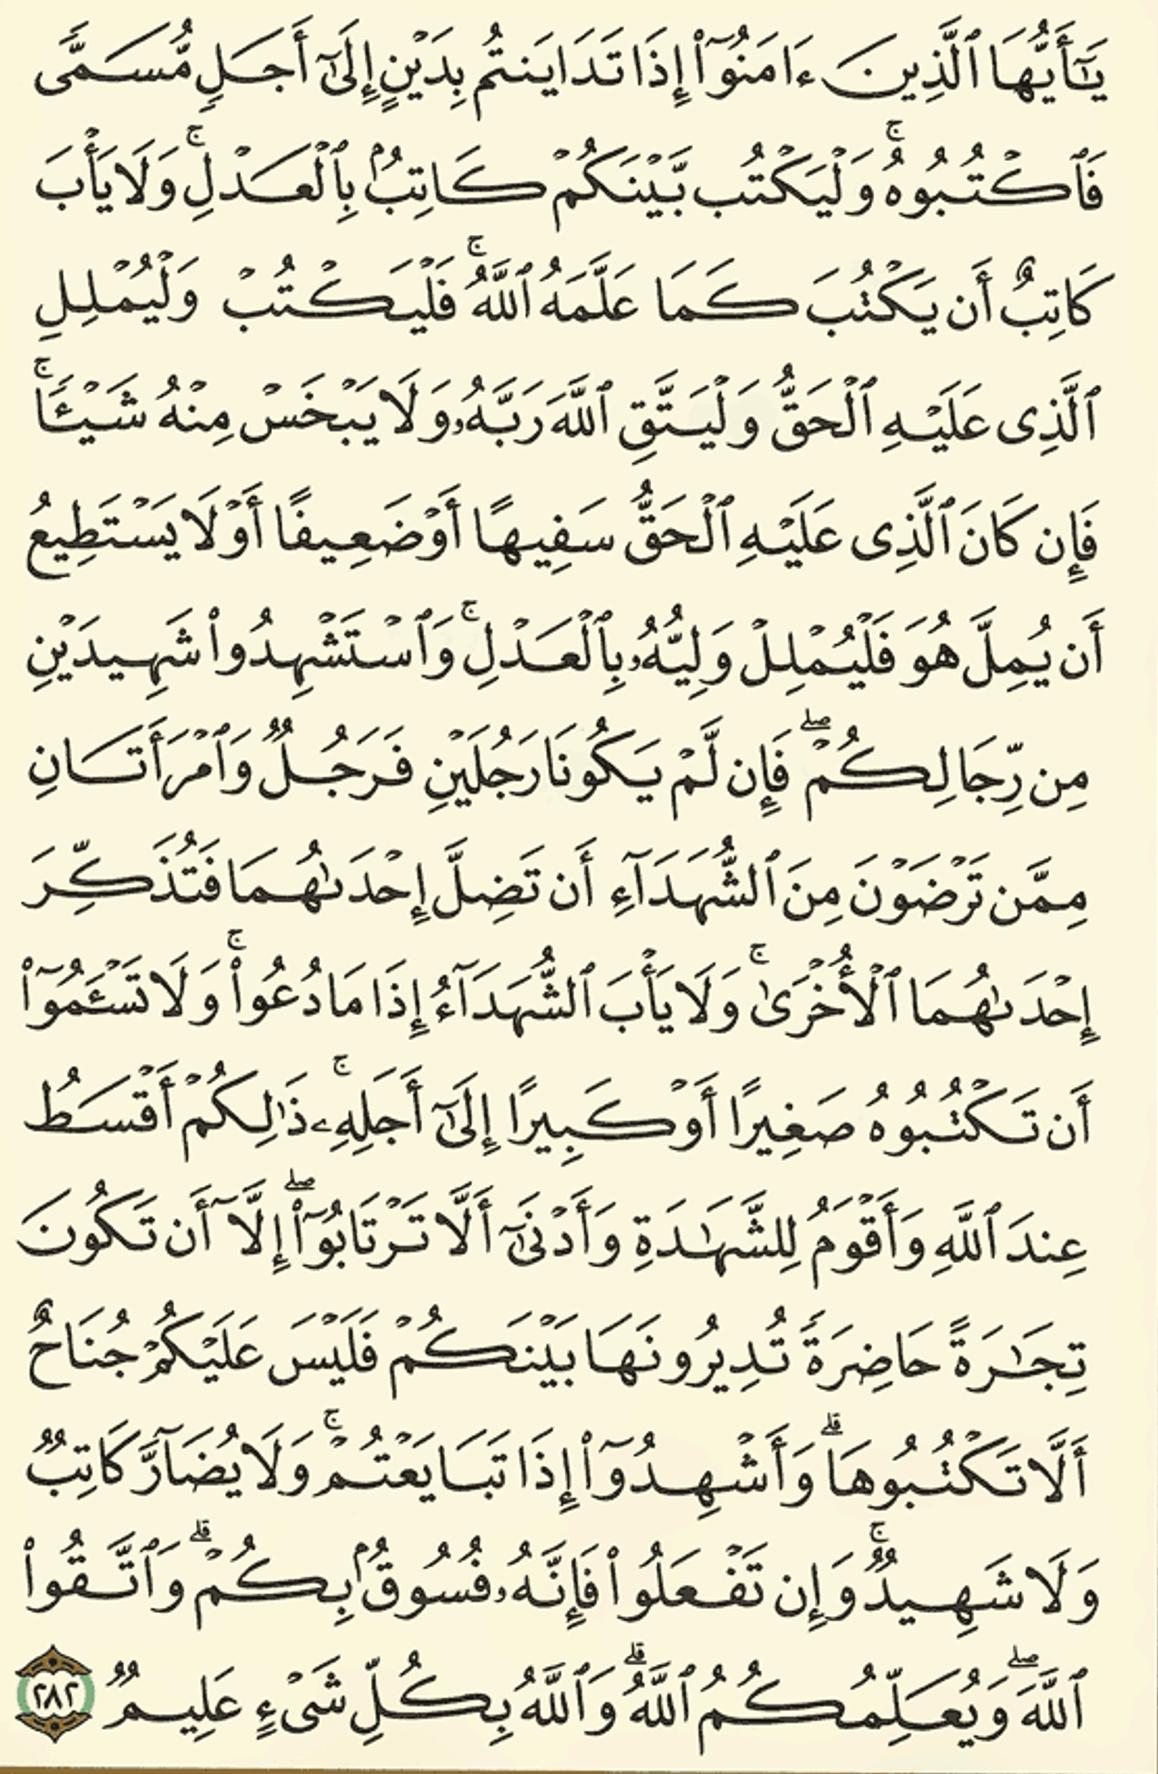 يَـٰٓأَيُّهَا ٱلَّذِينَ ءَامَنُوٓا۟ إِذَا تَدَايَنتُم بِدَيْنٍ إِلَىٰٓ أَجَلٍ مُّسَمًّى
فَٱكْتُبُوهُ ۚ وَلْيَكْتُب بَّيْنَكُمْ كَاتِبٌۢ بِٱلْعَدْلِ ۚ وَلَا يَأْبَ
كَاتِبٌ أَن يَكْتُبَ كَمَا عَلَّمَهُ ٱللَّهُ ۚ فَلْيَكْتُبْ وَلْيُمْلِلِ
ٱلَّذِى عَلَيْهِ ٱلْحَقُّ وَلْيَتَّقِ ٱللَّهَ رَبَّهُۥ وَلَا يَبْخَسْ مِنْهُ شَيْـًٔا ۚ
فَإِن كَانَ ٱلَّذِى عَلَيْهِ ٱلْحَقُّ سَفِيهًا أَوْ ضَعِيفًا أَوْ لَا يَسْتَطِيعُ
أَن يُمِلَّ هُوَ فَلْيُمْلِلْ وَلِيُّهُۥ بِٱلْعَدْلِ ۚ وَٱسْتَشْهِدُوا۟ شَهِيدَيْنِ
مِن رِّجَالِكُمْ ۖ فَإِن لَّمْ يَكُونَا رَجُلَيْنِ فَرَجُلٌ وَٱمْرَأَتَانِ
مِمَّن تَرْضَوْنَ مِنَ ٱلشُّهَدَآءِ أَن تَضِلَّ إِحْدَىٰهُمَا فَتُذَكِّرَ
إِحْدَىٰهُمَا ٱلْأُخْرَىٰ ۚ وَلَا يَأْبَ ٱلشُّهَدَآءُ إِذَا مَا دُعُوا۟ ۚ وَلَا تَسْـَٔمُوٓا۟
أَن تَكْتُبُوهُ صَغِيرًا أَوْ كَبِيرًا إِلَىٰٓ أَجَلِهِۦ ۚ ذَٰلِكُمْ أَقْسَطُ
عِندَ ٱللَّهِ وَأَقْوَمُ لِلشَّهَـٰدَةِ وَأَدْنَىٰٓ أَلَّا تَرْتَابُوٓا۟ ۖ إِلَّآ أَن تَكُونَ
تِجَـٰرَةً حَاضِرَةً تُدِيرُونَهَا بَيْنَكُمْ فَلَيْسَ عَلَيْكُمْ جُنَاحٌ
أَلَّا تَكْتُبُوهَا ۗ وَأَشْهِدُوٓا۟ إِذَا تَبَايَعْتُمْ ۚ وَلَا يُضَآرَّ كَاتِبٌ
وَلَا شَهِيدٌ ۚ وَإِن تَفْعَلُوا۟ فَإِنَّهُۥ فُسُوقٌۢ بِكُمْ ۗ وَٱتَّقُوا۟
ٱللَّهَ ۖ وَيُعَلِّمُكُمُ ٱللَّهُ ۗ وَٱللَّهُ بِكُلِّ شَىْءٍ عَلِيمٌ ٢٨٢